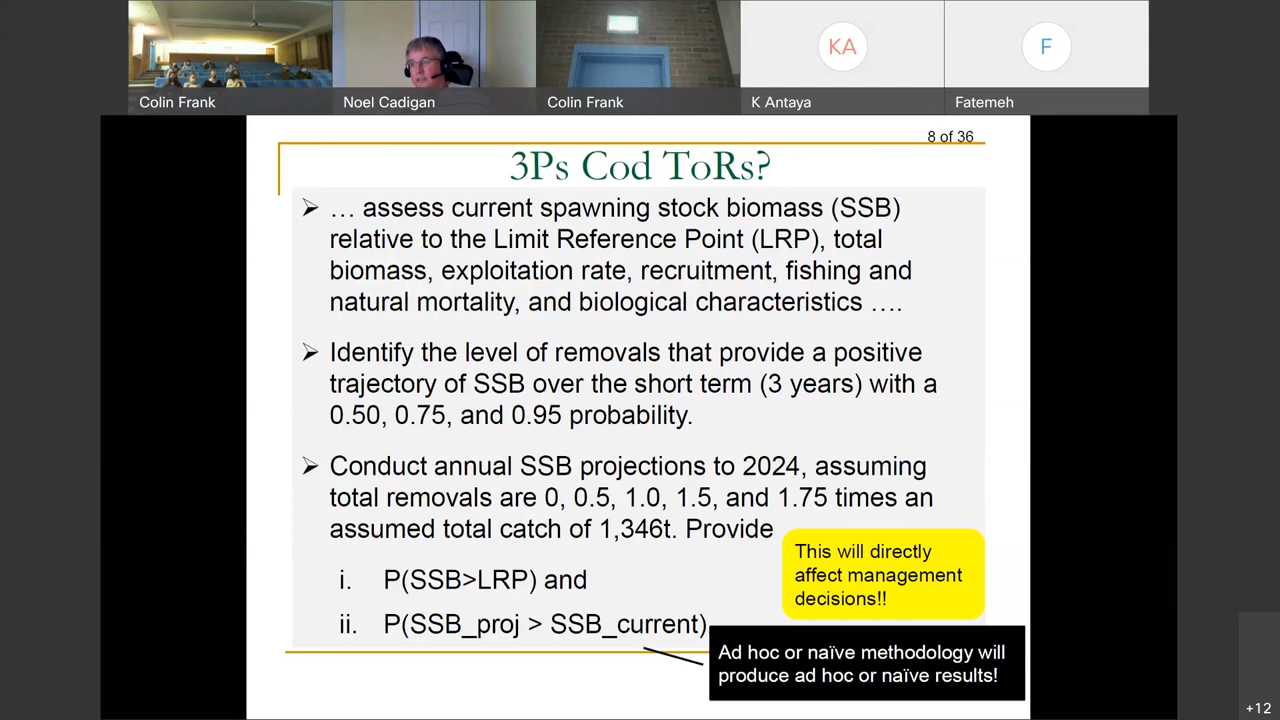 KA
F
Colin Frank
Noel Cadigan
Colin Frank
K Antaya
Fatemeh
8 of 36
3Ps Cod ToRs?
… assess current spawning stock biomass (SSB)
relative to the Limit Reference Point (LRP), total
biomass, exploitation rate, recruitment, fishing and
natural mortality, and biological characteristics ….
Identify the level of removals that provide a positive
trajectory of SSB over the short term (3 years) with a
0.50, 0.75, and 0.95 probability.
Conduct annual SSB projections to 2024, assuming
total removals are 0, 0.5, 1.0, 1.5, and 1.75 times an
assumed total catch of 1,346t. Provide
i. P(SSB>LRP) and
ii. P(SSB_proj > SSB_current)
This will directly
affect management
decisions!!
Ad hoc or naïve methodology will
produce ad hoc or naïve results!
+12